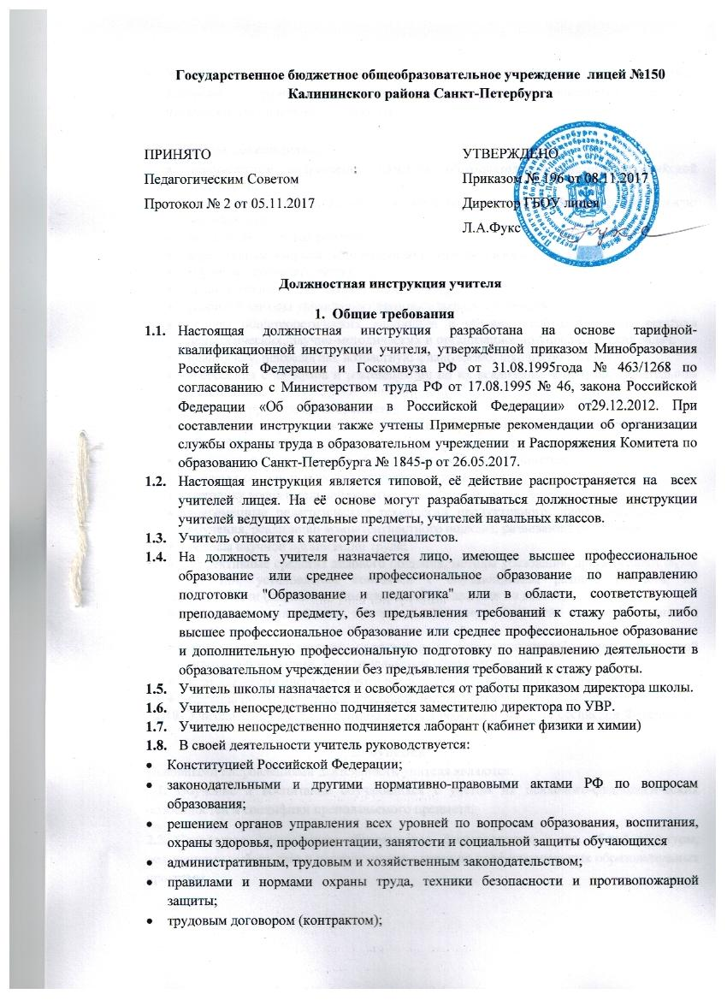 Государственное бюджетное общеобразовательное учреждение лицей №150
Калининского района Санкт-Петербурга
ПРИНЯТО
Педагогическим Советом
Протокол № 2 от 05.11.2017
УТВЕРЖДЕНО
Приказом № 196 от 08.11.2017
Директор ГБОУ лицея
Л.А.Фукс
Должностная инструкция учителя
1. Общие требования
1.1. Настоящая должностная инструкция разработана на основе тарифной-
квалификационной инструкции учителя, утверждённой приказом Минобразования
Российской Федерации и Госкомвуза РФ от 31.08.1995года № 463/1268 по
согласованию с Министерством труда РФ от 17.08.1995 № 46, закона Российской
Федерации «Об образовании в Российской Федерации» от29.12.2012. При
составлении инструкции также учтены Примерные рекомендации об организации
службы охраны труда в образовательном учреждении и Распоряжения Комитета по
образованию Санкт-Петербурга № 1845-р от 26.05.2017.
1.2. Настоящая инструкция является типовой, её действие распространяется на всех
учителей лицея. На её основе могут разрабатываться должностные инструкции
учителей ведущих отдельные предметы, учителей начальных классов.
1.3. Учитель относится к категории специалистов.
1.4. На должность учителя назначается лицо, имеющее высшее профессиональное
образование или среднее профессиональное образование по направлению
подготовки "Образование и педагогика" или в области, соответствующей
преподаваемому предмету, без предъявления требований к стажу работы, либо
высшее профессиональное образование или среднее профессиональное образование
и дополнительную профессиональную подготовку по направлению деятельности в
образовательном учреждении без предъявления требований к стажу работы.
1.5. Учитель школы назначается и освобождается от работы приказом директора школы.
1.6. Учитель непосредственно подчиняется заместителю директора по УВР.
1.7. Учителю непосредственно подчиняется лаборант (кабинет физики и химии)
1.8. В своей деятельности учитель руководствуется:
• Конституцией Российской Федерации;
• законодательными и другими нормативно-правовыми актами РФ по вопросам
образования;
• решением органов управления всех уровней по вопросам образования, воспитания,
охраны здоровья, профориентации, занятости и социальной защиты обучающихся
• административным, трудовым и хозяйственным законодательством;
• правилами и нормами охраны труда, техники безопасности и противопожарной
защиты;
• трудовым договором (контрактом);